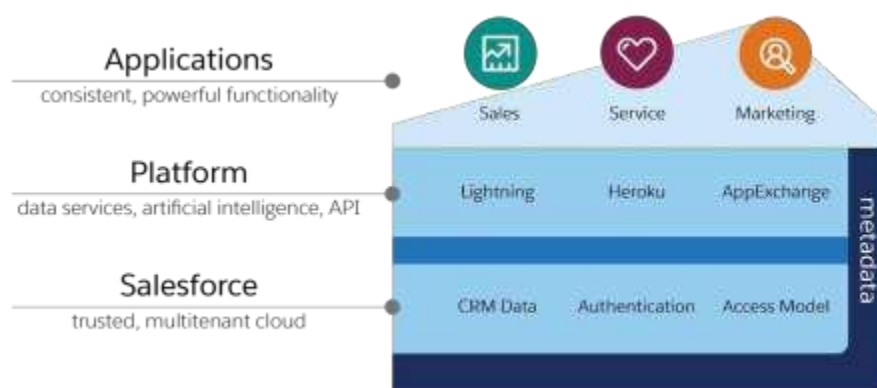 Applications
consistent, powerful functionality
Sales Service Marketing
Platform
data services, artificial intelligence, API
Lightning Heroku AppExchange
metadata
Salesforce
trusted, multitenant cloud
CRM Data Authentication Access Model